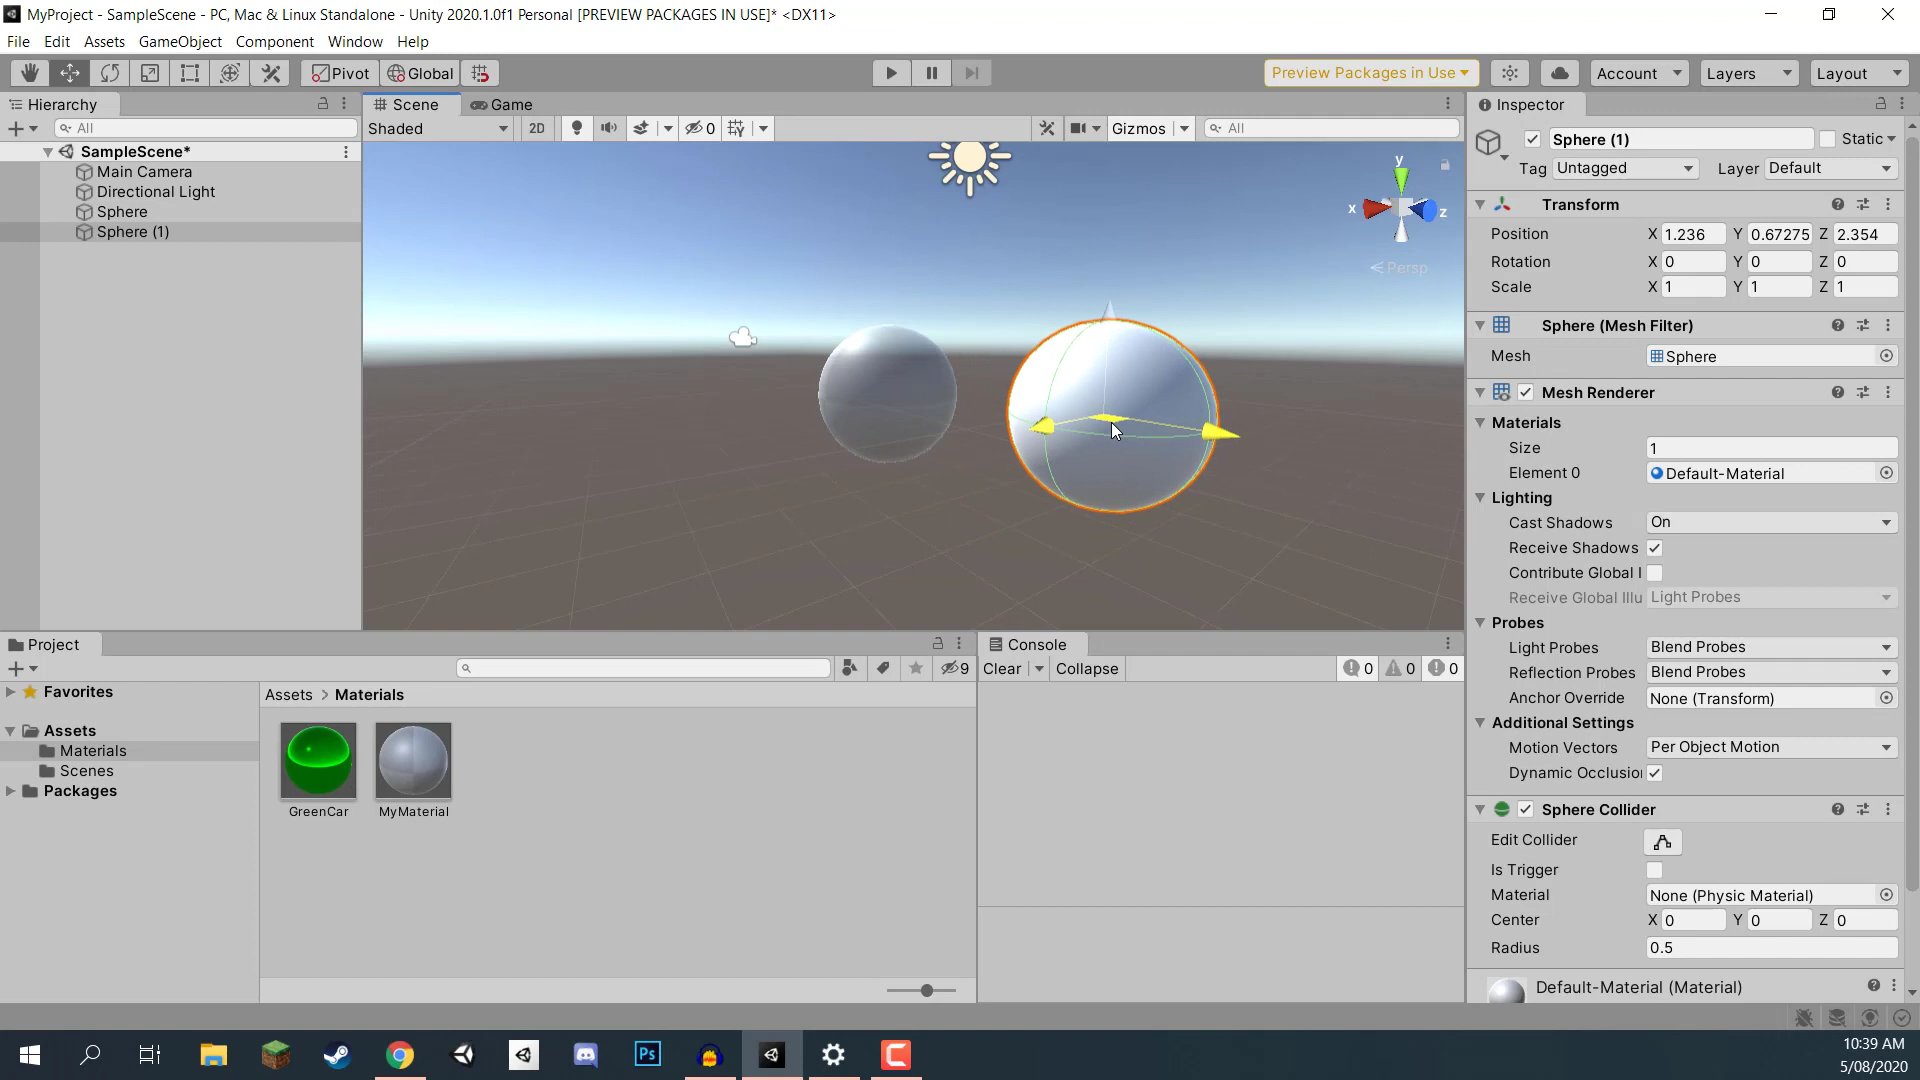 MyProject - SampleScene - PC, Mac & Linux Standalone - Unity 2020.1.0f1 Personal [PREVIEW PACKAGES IN USE]* <DX11>
File Edit Assets GameObject Component Window Help
Pivot Global Preview Packages in Use Account Layers Layout
Hierarchy
All
SampleScene*
Main Camera
Directional Light
Sphere
Sphere (1)
Scene Game
Shaded 2D 0 Gizmos All
y
x z
Persp
Inspector
Sphere (1) Static
Tag Untagged Layer Default
Transform
Position X 1.236 Y 0.67275 Z 2.354
Rotation X 0 Y 0 Z 0
Scale X 1 Y 1 Z 1
Sphere (Mesh Filter)
Mesh Sphere
Mesh Renderer
Materials
Size 1
Element 0 Default-Material
Lighting
Cast Shadows On
Receive Shadows
Contribute Global I
Receive Global Illu Light Probes
Probes
Light Probes Blend Probes
Reflection Probes Blend Probes
Anchor Override None (Transform)
Additional Settings
Motion Vectors Per Object Motion
Dynamic Occlusion
Sphere Collider
Edit Collider
Is Trigger
Material None (Physic Material)
Center X 0 Y 0 Z 0
Radius 0.5
Default-Material (Material)
Project
9
Favorites
Assets
Materials
Scenes
Packages
Assets > Materials
GreenCar MyMaterial
Console
Clear Collapse 0 0 0
Ps
10:39 AM
5/08/2020